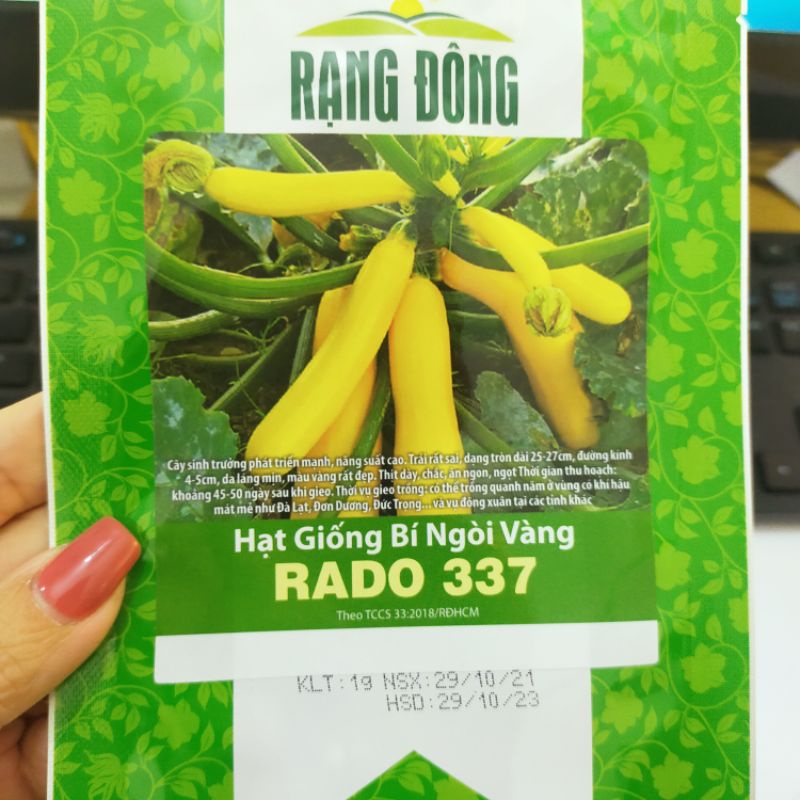 RẠNG ĐÔNG
Cây sinh trưởng phát triển mạnh, năng suất cao. Trái rất sai, dạng tròn dài 25-27cm, đường kính
4-5cm, da láng mịn, màu vàng rất đẹp. Thịt dày, chắc, ăn ngon, ngọt Thời gian thu hoạch:
khoảng 45-50 ngày sau khi gieo. Thời vụ gieo trồng: có thể trồng quanh năm ở vùng có khí hậu
mát mẻ như Đà Lạt, Đơn Dương, Đức Trọng... và vụ đông xuân tại các tỉnh khác
Hạt Giống Bí Ngòi Vàng
RADO 337
Theo TCCS 33:2018/RĐHCM
KLT:1g NSX:29/10/21
HSD:29/10/23